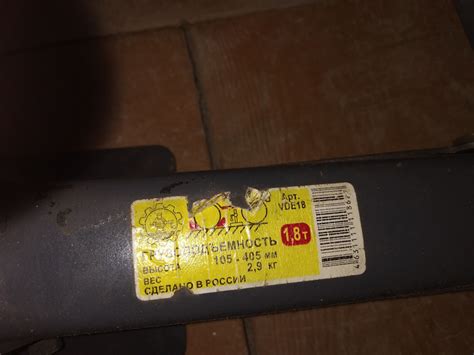 Арт.
VDE18
ГРУЗОПОДЪЕМНОСТЬ 1,8т
ВЫСОТА 105 - 405 мм
ВЕС 2,9 кг
СДЕЛАНО В РОССИИ